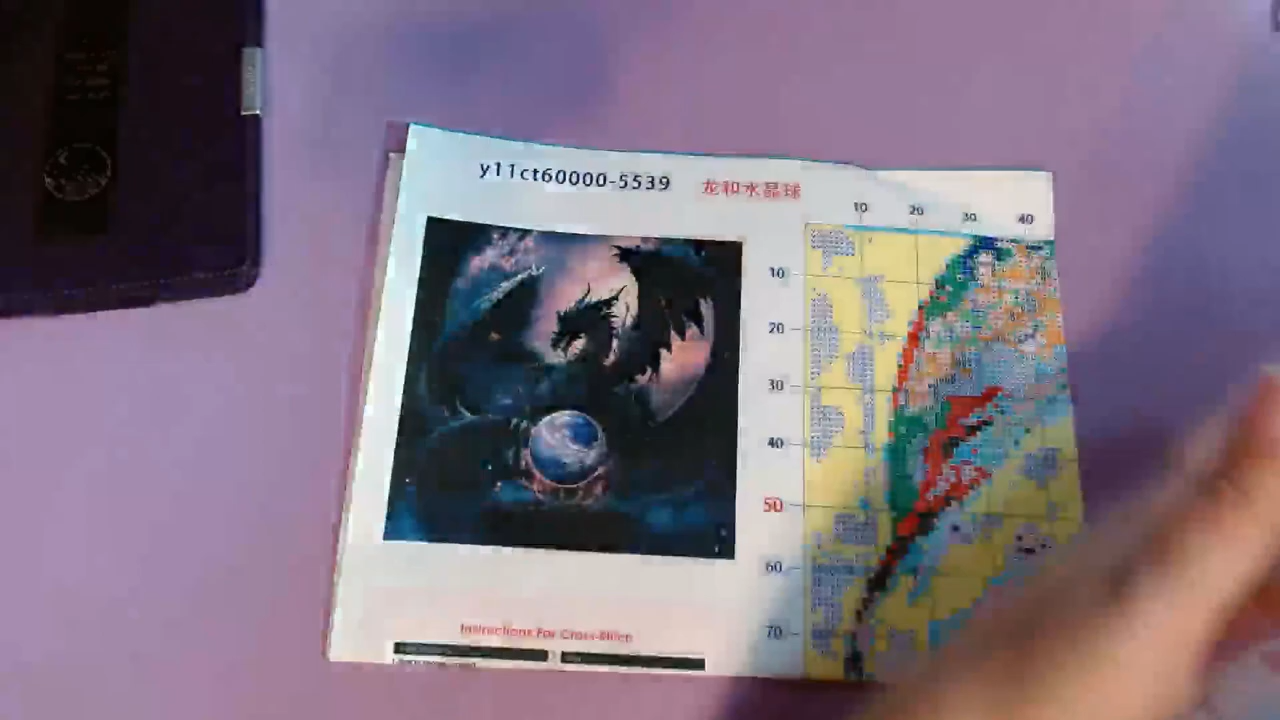 y11ct60000-5539 龙和水晶球
10 20 30 40
10
20
30
40
50
60
70
Instructions For Cross-Stitch